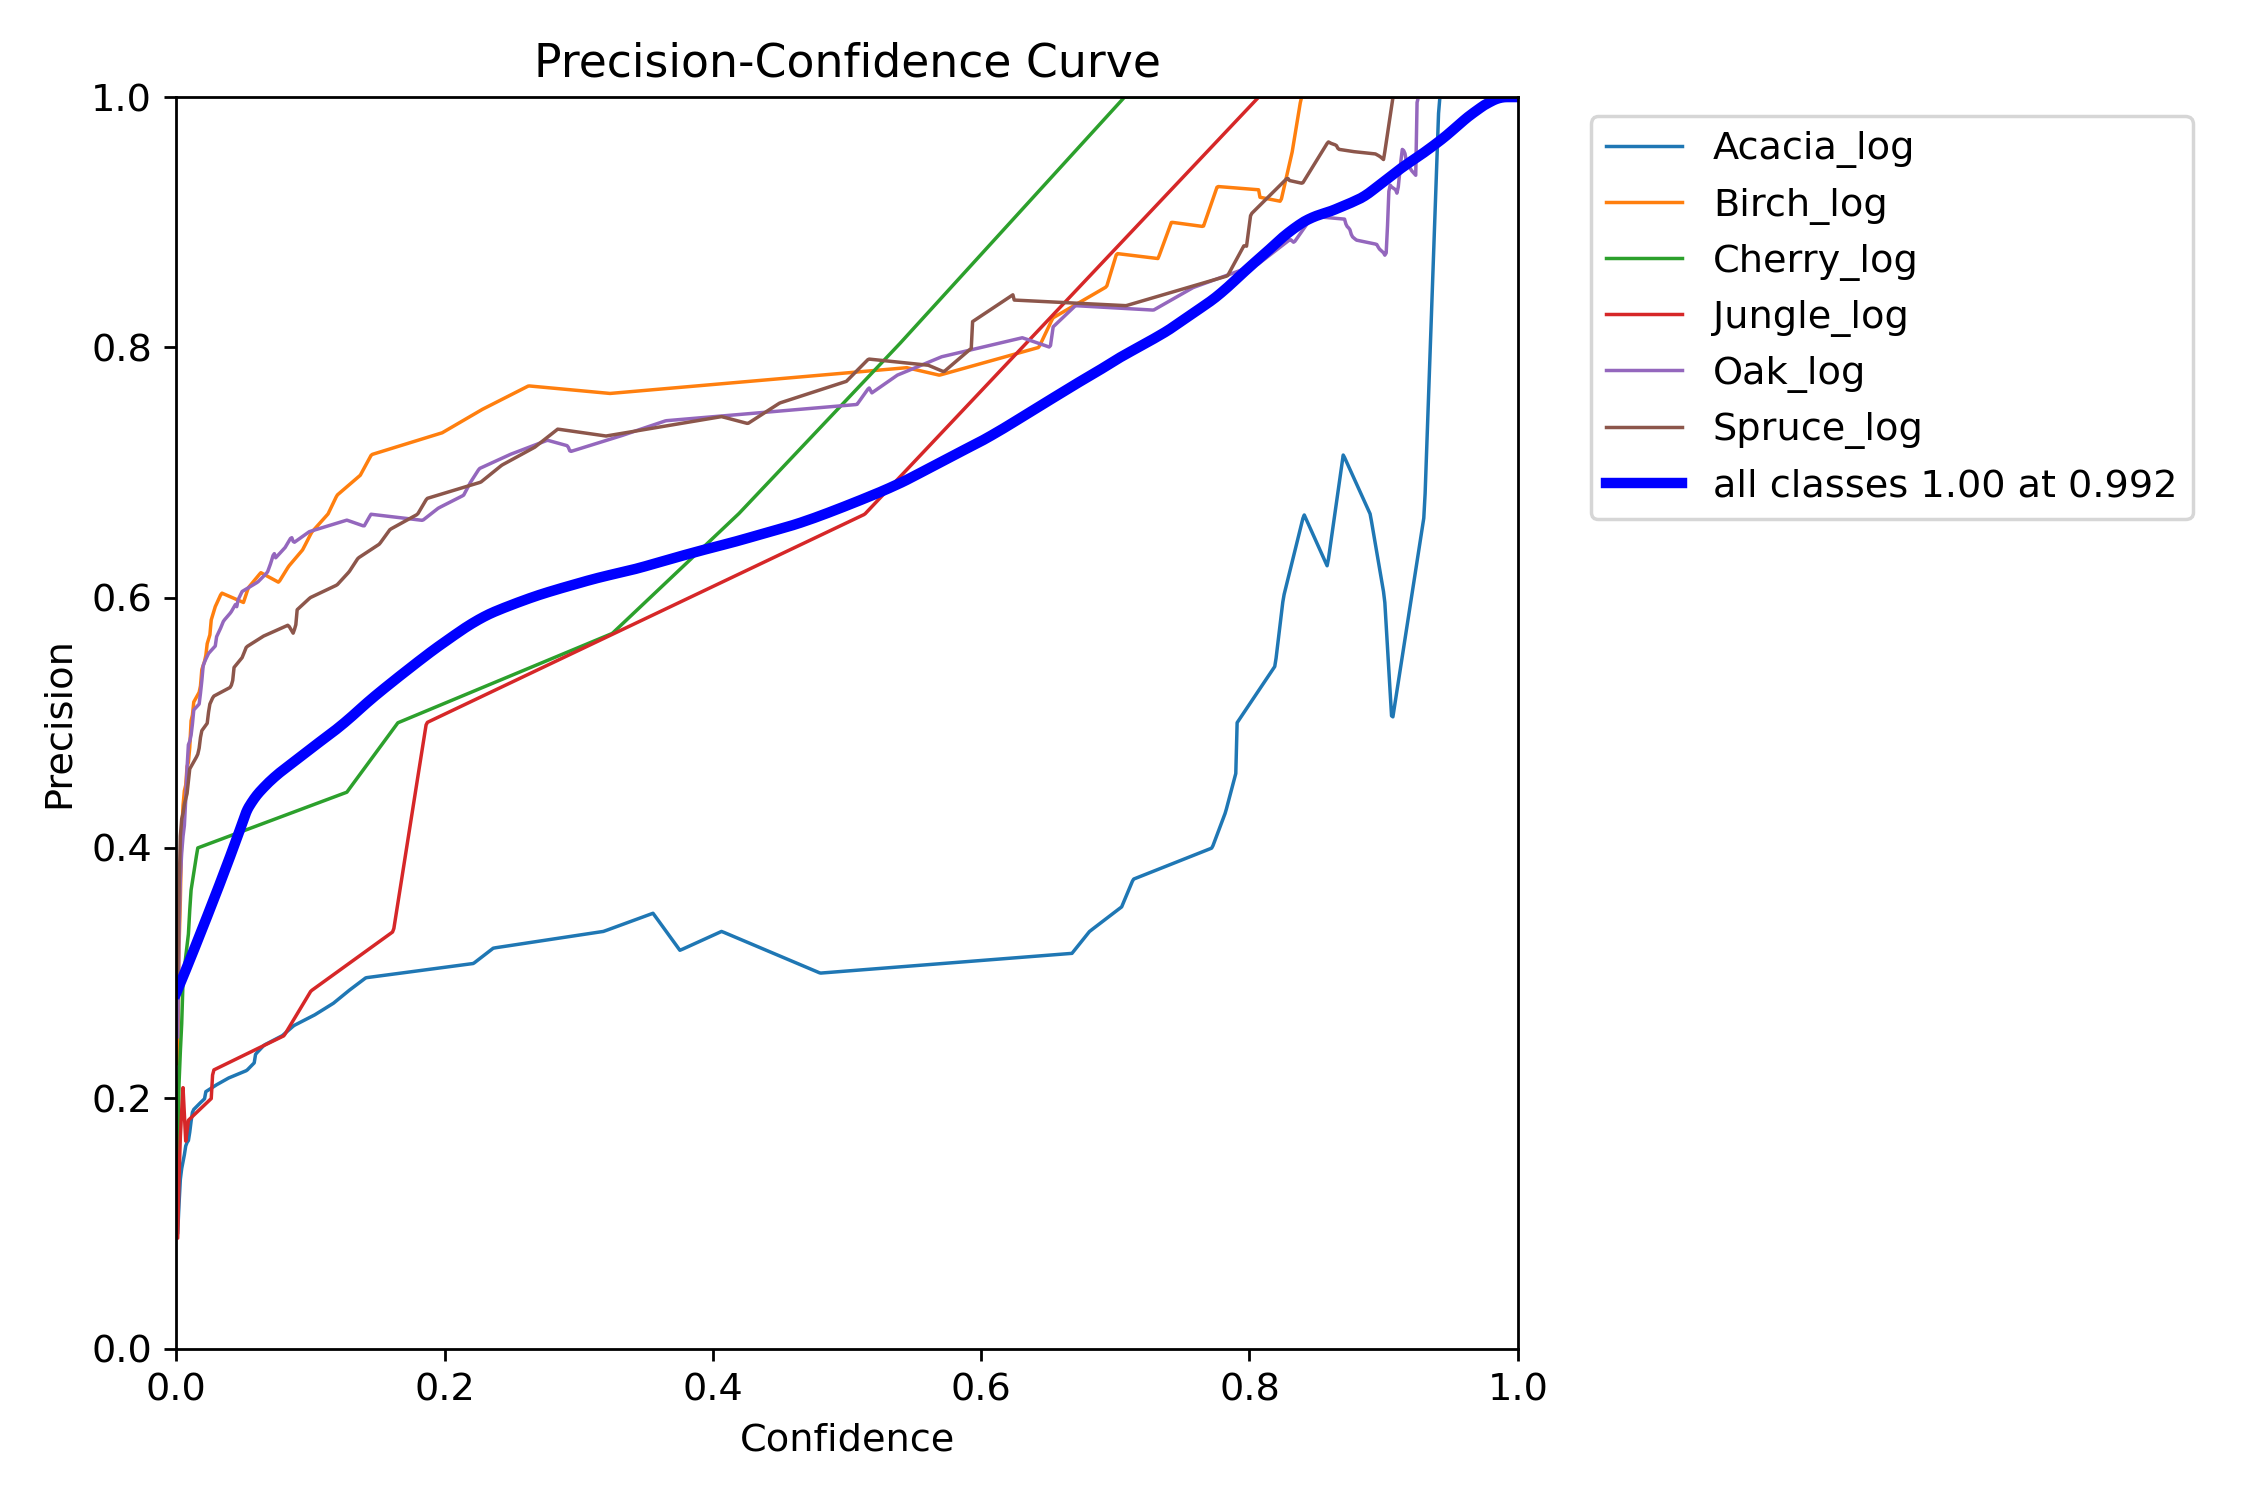 Precision-Confidence Curve
1.0
0.8
0.6
0.4
0.2
0.0
Precision
0.0 0.2 0.4 0.6 0.8 1.0
Confidence
Acacia_log
Birch_log
Cherry_log
Jungle_log
Oak_log
Spruce_log
all classes 1.00 at 0.992